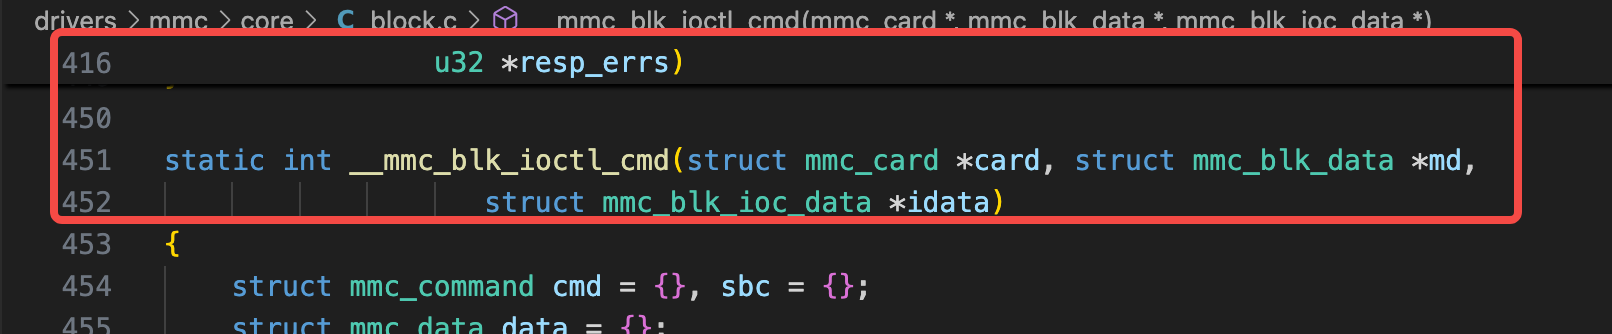 drivers > mmc > core > C block.c > __mmc_blk_ioctl_cmd(mmc_card *, mmc_blk_data *, mmc_blk_ioc_data *)
416 u32 *resp_errs)
450
451 static int __mmc_blk_ioctl_cmd(struct mmc_card *card, struct mmc_blk_data *md,
452 struct mmc_blk_ioc_data *idata)
453 {
454 struct mmc_command cmd = {}, sbc = {};
455 struct mmc_data data = {};